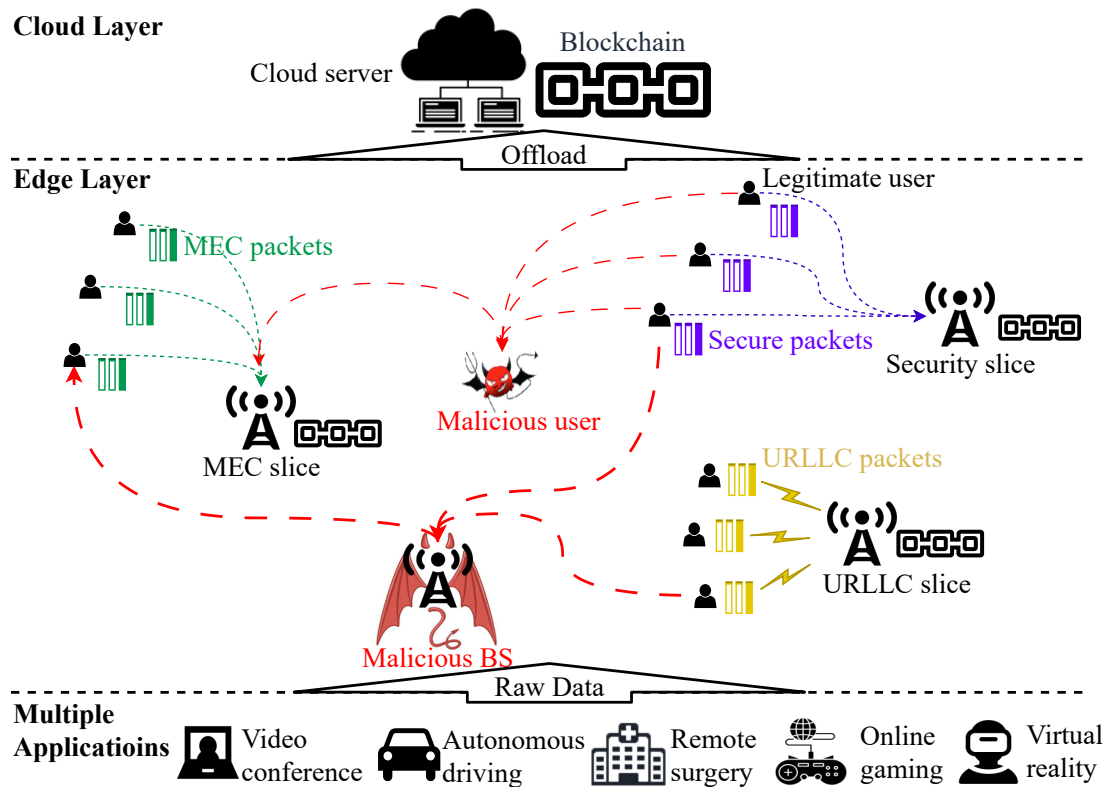 Cloud Layer
Blockchain
Cloud server
Offload
Edge Layer
Legitimate user
MEC packets
Secure packets
Security slice
Malicious user
MEC slice
URLLC packets
URLLC slice
Malicious BS
Raw Data
Multiple
Applicatioins
Video
conference
Autonomous
driving
Remote
surgery
Online
gaming
Virtual
reality